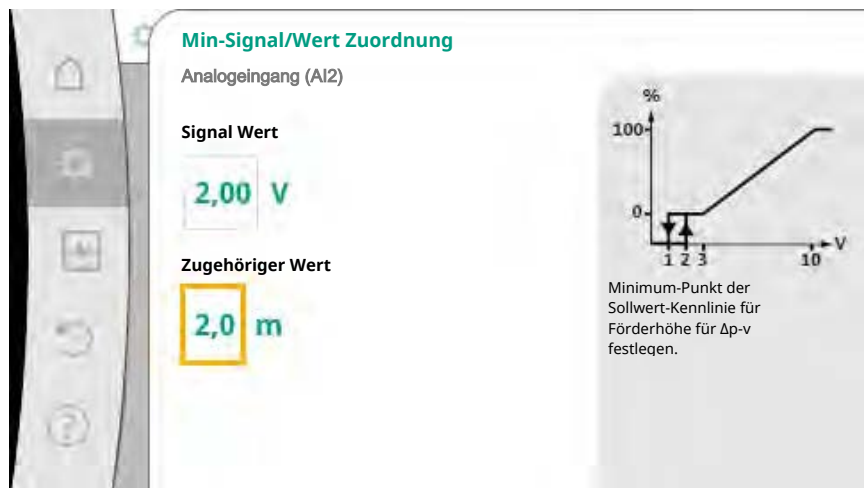 Min-Signal/Wert Zuordnung
Analogeingang (AI2)
Signal Wert
2,00 V
Zugehöriger Wert
2,0 m
%
100
0
1 2 3 10 V
Minimum-Punkt der
Sollwert-Kennlinie für
Förderhöhe für Δp-v
festlegen.
?